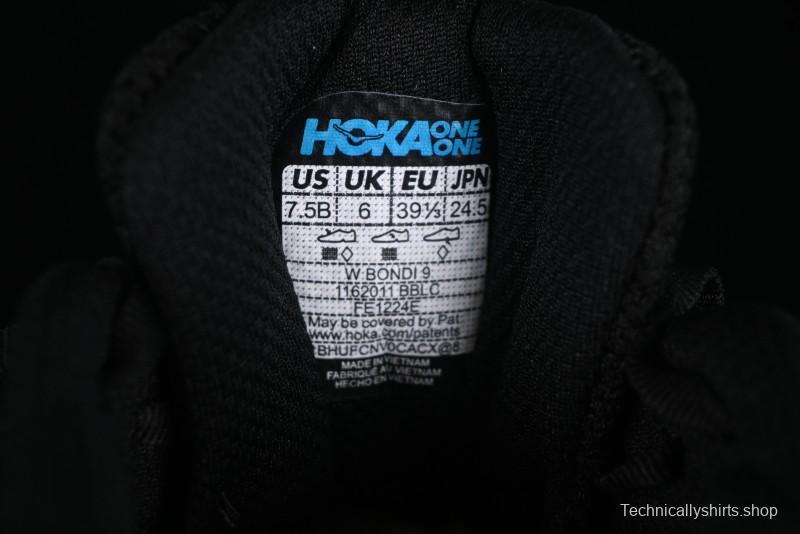 HOKA ONE ONE
US UK EU JPN
7.5B 6 39⅓ 24.5
W BONDI 9
1162011 BBLC
FE1224E
May be covered by Pat:
www.hoka.com/patents
*BHUFCNV0CACX@8
MADE IN VIETNAM
FABRIQUÉ AU VIETNAM
HECHO EN VIETNAM
Technicallyshirts.shop